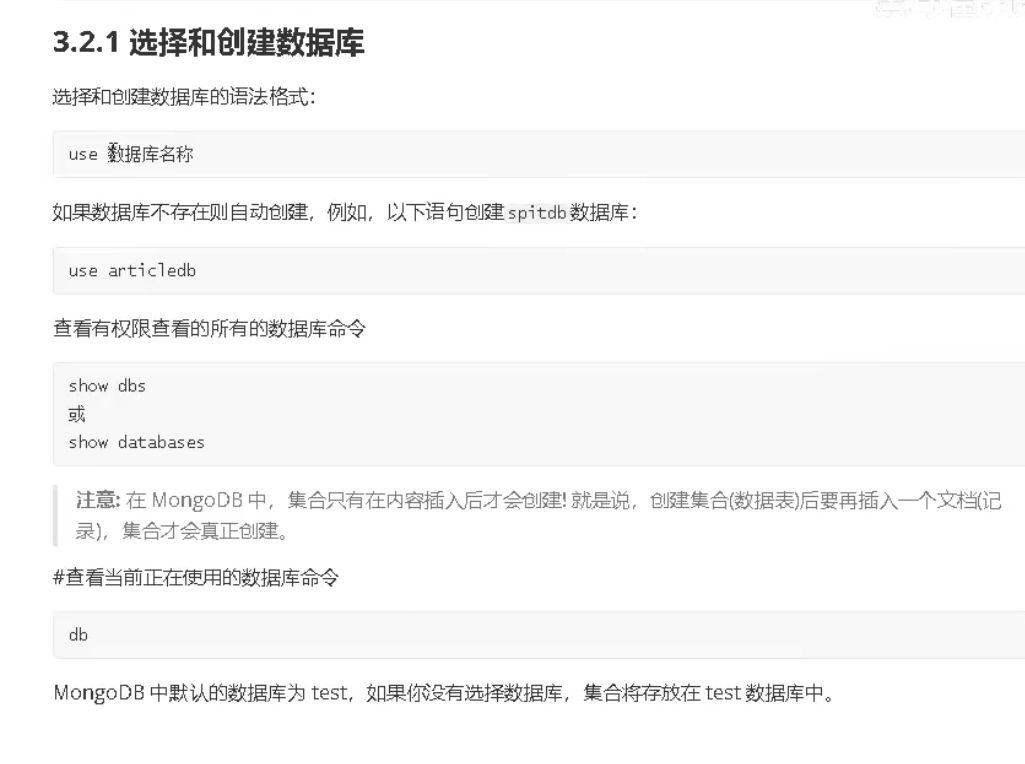 3.2.1 选择和创建数据库
选择和创建数据库的语法格式：
use 数据库名称
如果数据库不存在则自动创建，例如，以下语句创建spitdb数据库：
use articledb
查看有权限查看的所有的数据库命令
show dbs
或
show databases
注意: 在 MongoDB 中，集合只有在内容插入后才会创建! 就是说，创建集合(数据表)后要再插入一个文档(记
录)，集合才会真正创建。
#查看当前正在使用的数据库命令
db
MongoDB 中默认的数据库为 test，如果你没有选择数据库，集合将存放在 test 数据库中。